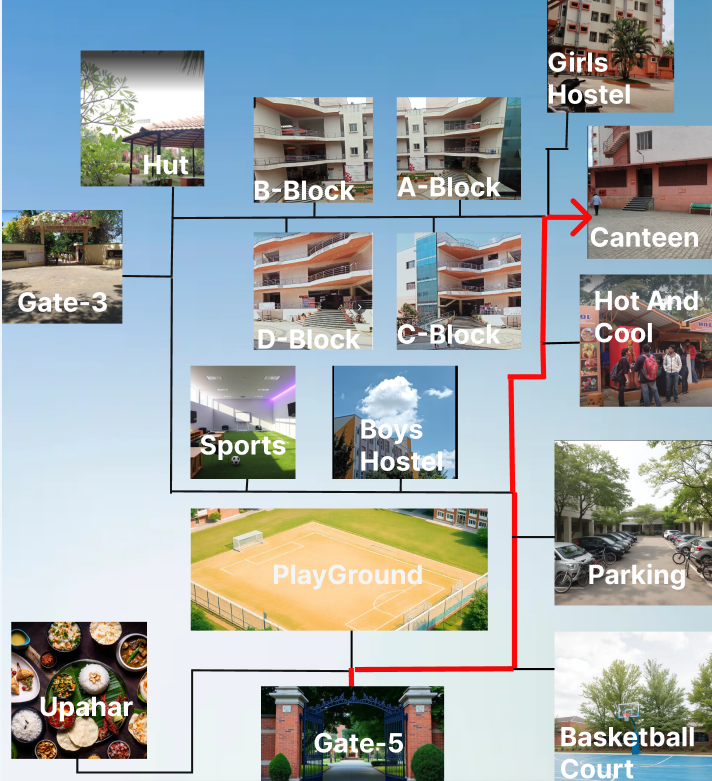 Girls
Hostel
Hut
B-Block
A-Block
Canteen
Gate-3
Hot And
Cool
D-Block
C-Block
Sports
Boys
Hostel
Parking
PlayGround
Upahar
Gate-5
Basketball
Court